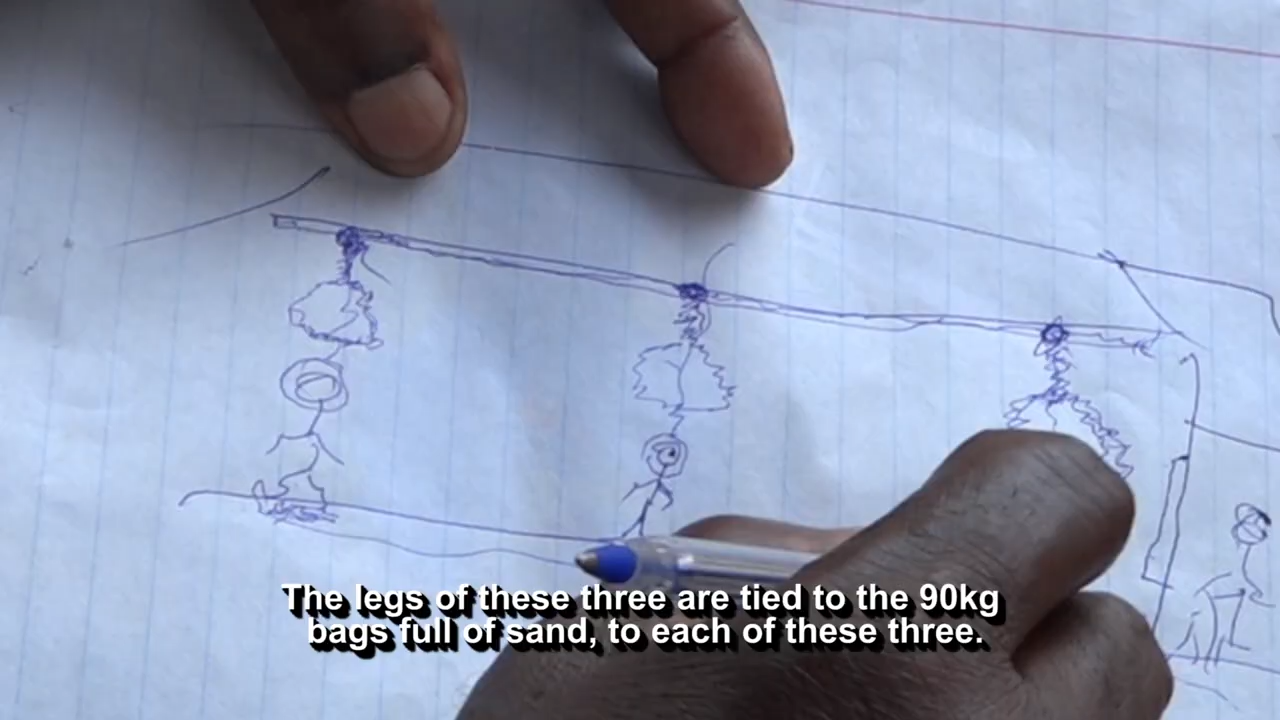 The legs of these three are tied to the 90kg
bags full of sand, to each of these three.